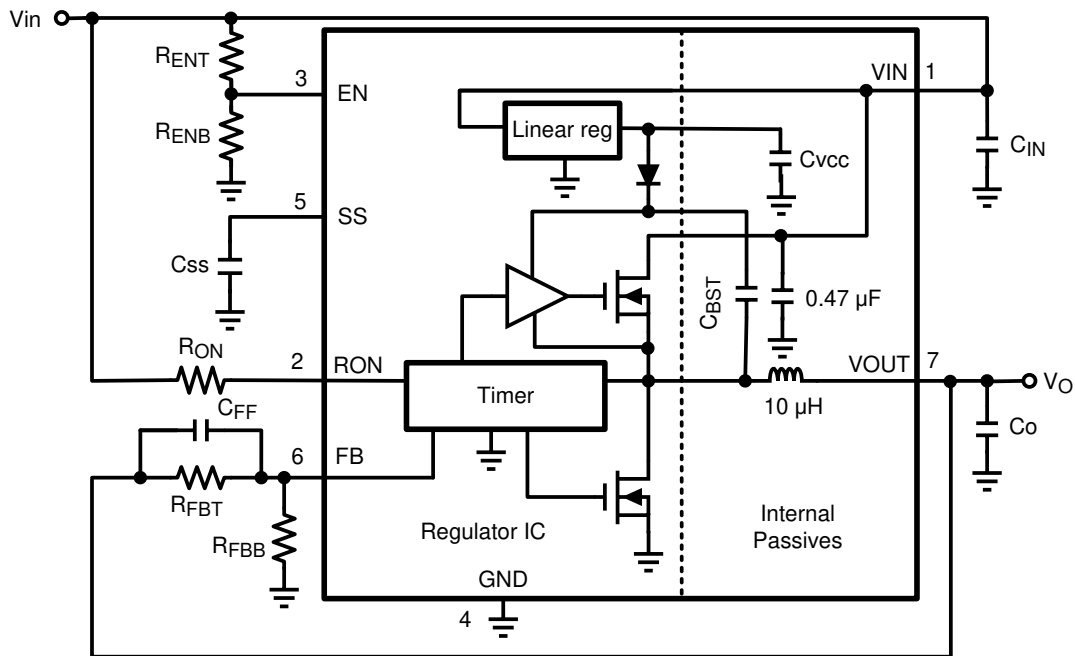 Vin
RENT
3
EN
VIN
1
Linear reg
RENB
Cvcc
CIN
5
SS
Css
CBST
0.47 µF
RON
2
RON
VOUT
7
Timer
VO
CFF
10 µH
Co
6
FB
RFBT
RFBB
Regulator IC
Internal
Passives
GND
4